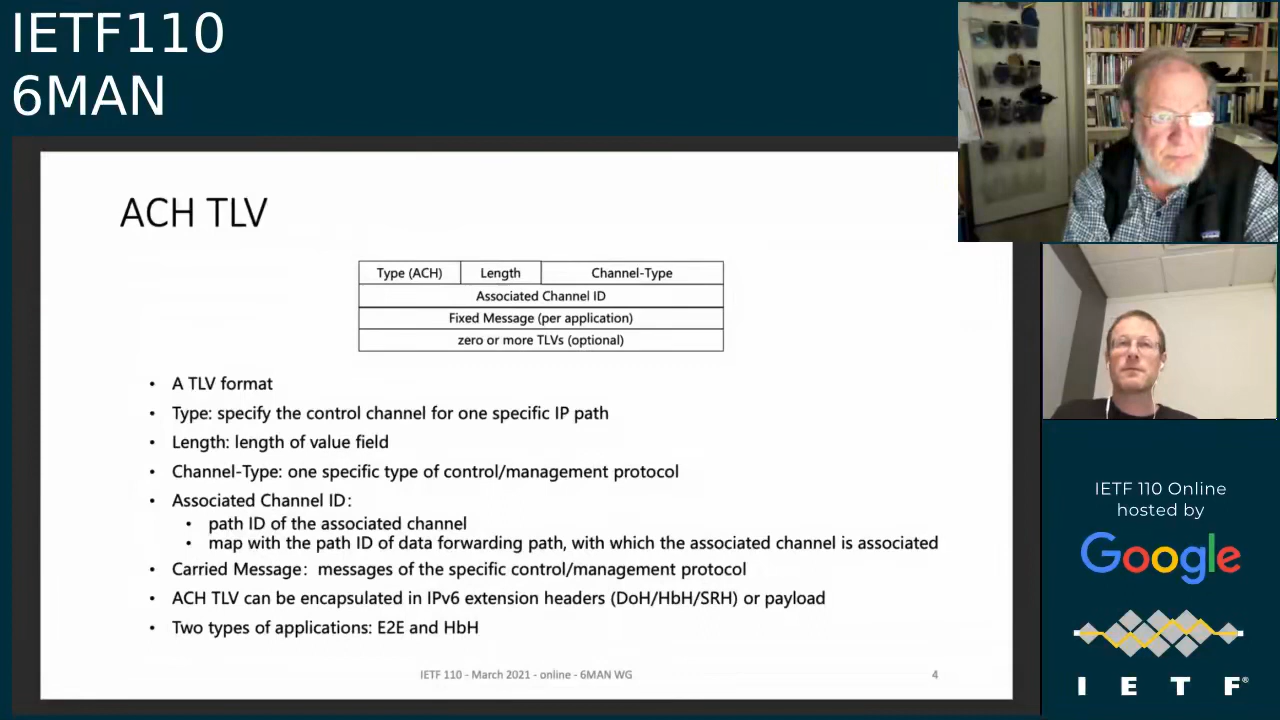 IETF110
6MAN
ACH TLV
Type (ACH) Length Channel-Type
Associated Channel ID
Fixed Message (per application)
zero or more TLVs (optional)
• A TLV format
• Type: specify the control channel for one specific IP path
• Length: length of value field
• Channel-Type: one specific type of control/management protocol
• Associated Channel ID：
• path ID of the associated channel
• map with the path ID of data forwarding path, with which the associated channel is associated
• Carried Message： messages of the specific control/management protocol
• ACH TLV can be encapsulated in IPv6 extension headers (DoH/HbH/SRH) or payload
• Two types of applications: E2E and HbH
IETF 110 - March 2021 - online - 6MAN WG 4
IETF 110 Online
hosted by
Google
I E T F®